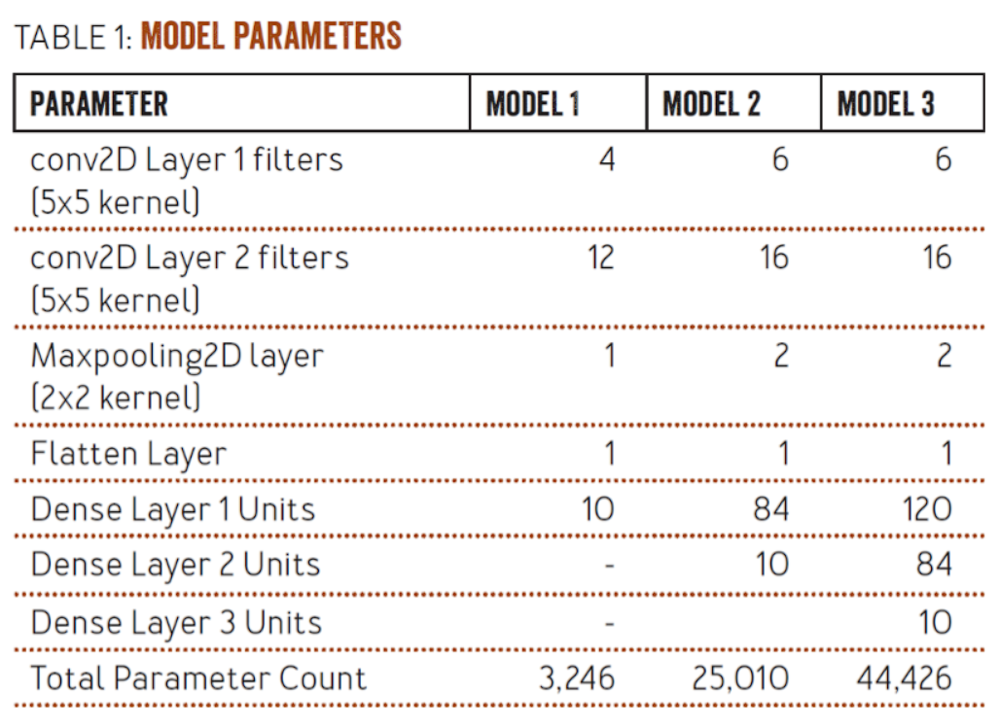 TABLE 1: MODEL PARAMETERS
PARAMETER MODEL 1 MODEL 2 MODEL 3
conv2D Layer 1 filters 4 6 6
(5x5 kernel)
conv2D Layer 2 filters 12 16 16
(5x5 kernel)
Maxpooling2D layer 1 2 2
(2x2 kernel)
Flatten Layer 1 1 1
Dense Layer 1 Units 10 84 120
Dense Layer 2 Units - 10 84
Dense Layer 3 Units - 10
Total Parameter Count 3,246 25,010 44,426